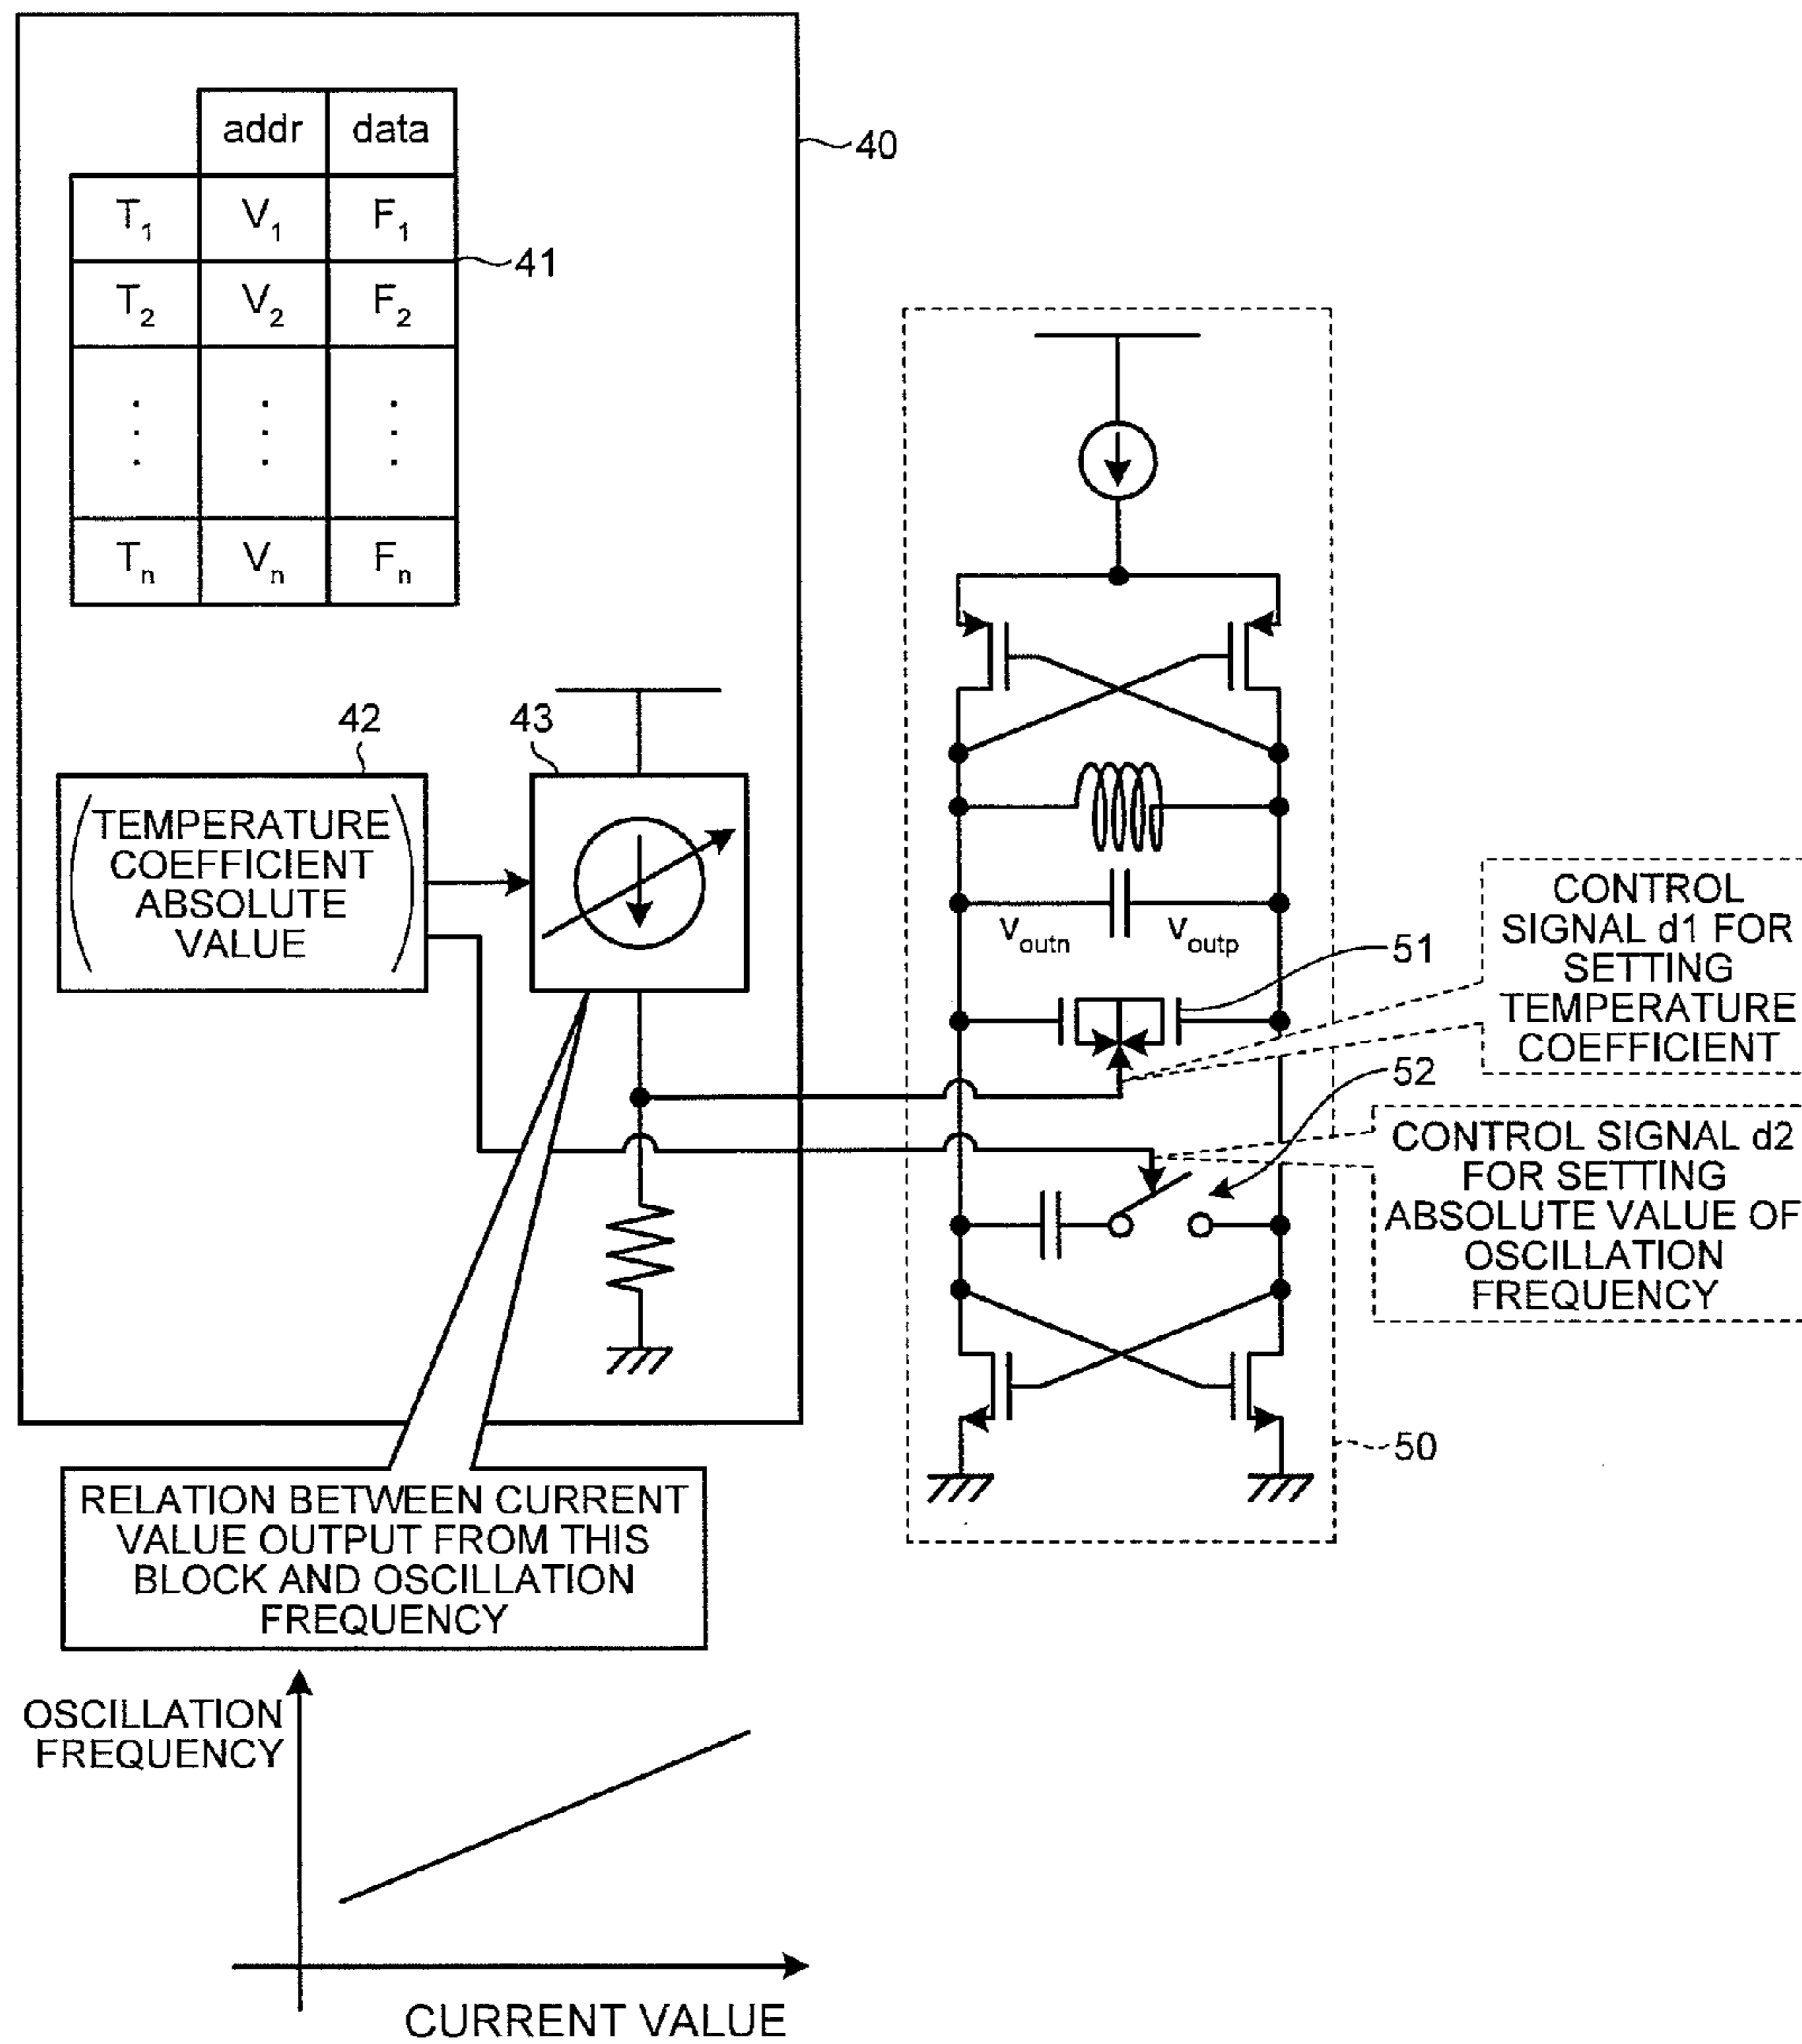 addr data
40
T1 V1 F1
41
T2 V2 F2
Tn Vn Fn
42
43
TEMPERATURE
COEFFICIENT
ABSOLUTE
VALUE
Voutn
Voutp
51
CONTROL
SIGNAL d1 FOR
SETTING
TEMPERATURE
COEFFICIENT
52
CONTROL SIGNAL d2
FOR SETTING
ABSOLUTE VALUE OF
OSCILLATION
FREQUENCY
50
RELATION BETWEEN CURRENT
VALUE OUTPUT FROM THIS
BLOCK AND OSCILLATION
FREQUENCY
OSCILLATION
FREQUENCY
CURRENT VALUE